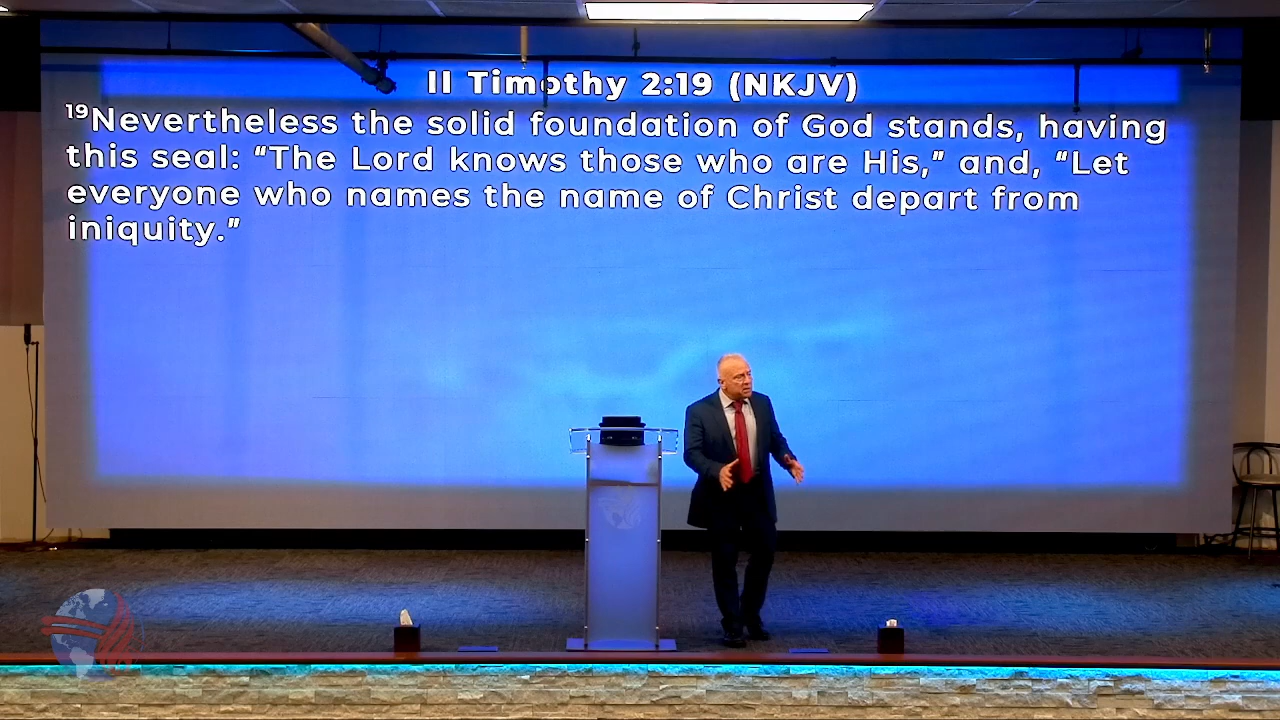 II Timothy 2:19 (NKJV)
19Nevertheless the solid foundation of God stands, having
this seal: “The Lord knows those who are His,” and, “Let
everyone who names the name of Christ depart from
iniquity.”